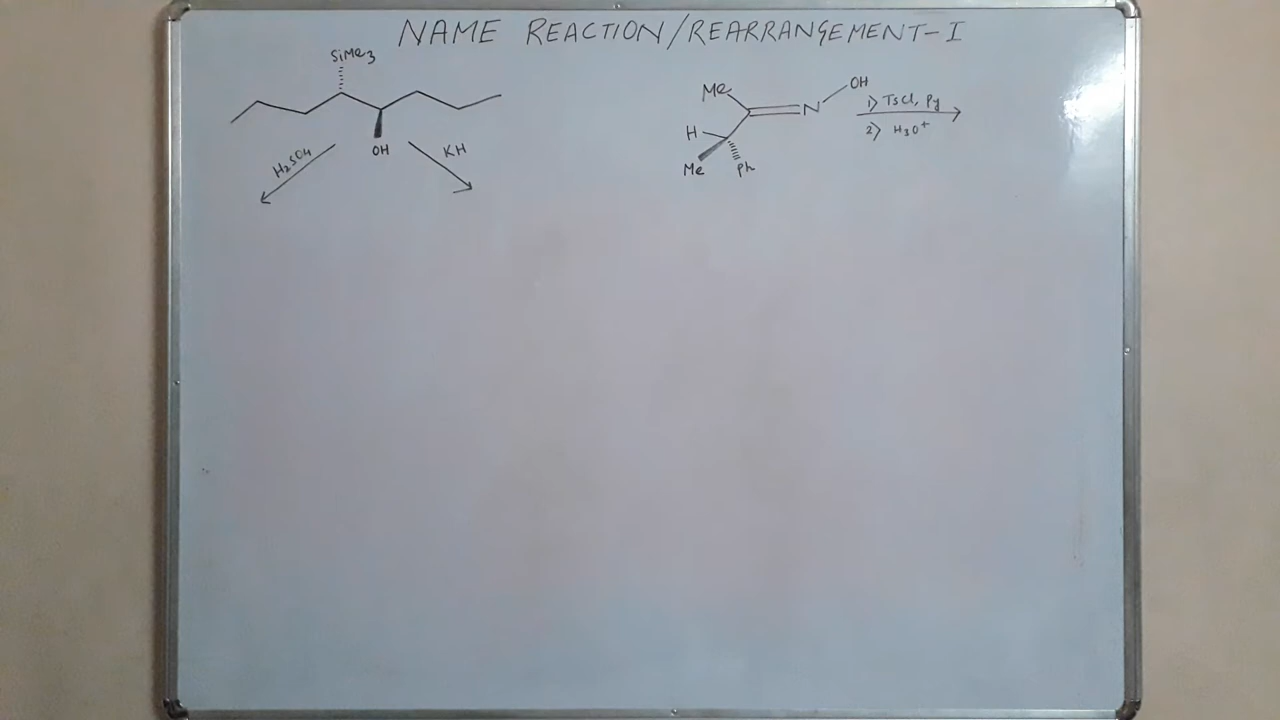 NAME REACTION/REARRANGEMENT-I
SiMe3
OH
H2SO4
KH
Me
N
OH
H
Me
Ph
1) TsCl, Py
2) H3O+